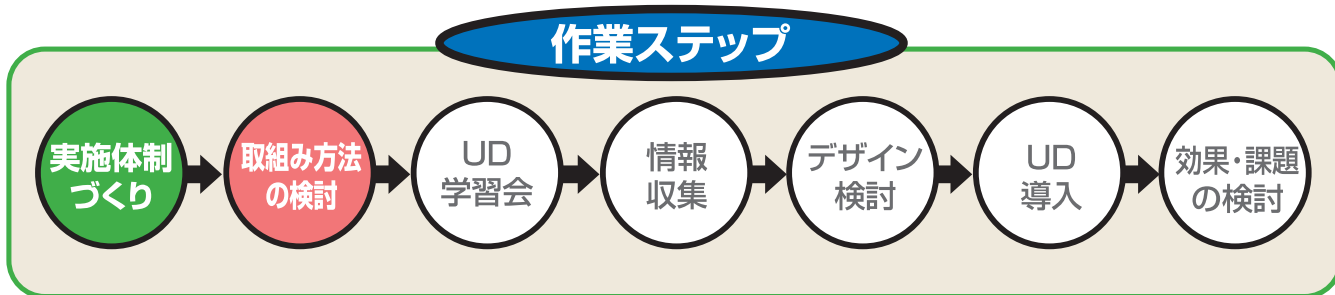 作業ステップ
実施体制
づくり
取組み方法
の検討
UD
学習会
情報
収集
デザイン
検討
UD
導入
効果・課題
の検討